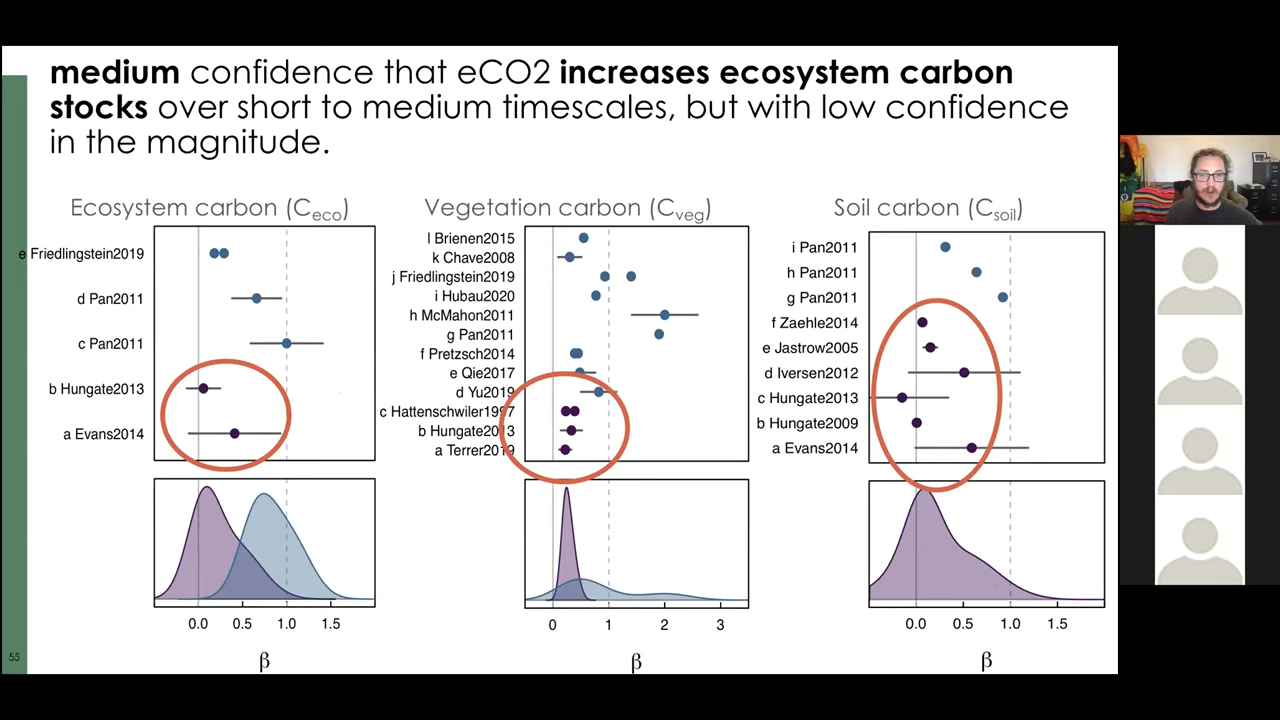 medium confidence that eCO2 increases ecosystem carbon
stocks over short to medium timescales, but with low confidence
in the magnitude.
Ecosystem carbon (Ceco)
e Friedlingstein2019
d Pan2011
c Pan2011
b Hungate2013
a Evans2014
0.0 0.5 1.0 1.5
β
Vegetation carbon (Cveg)
l Brienen2015
k Chave2008
j Friedlingstein2019
i Hubau2020
h McMahon2011
g Pan2011
f Pretzsch2014
e Qie2017
d Yu2019
c Hattenschwiler1997
b Hungate2013
a Terrer2019
0 1 2 3
β
Soil carbon (Csoil)
i Pan2011
h Pan2011
g Pan2011
f Zaehle2014
e Jastrow2005
d Iversen2012
c Hungate2013
b Hungate2009
a Evans2014
0.0 0.5 1.0 1.5
β
55